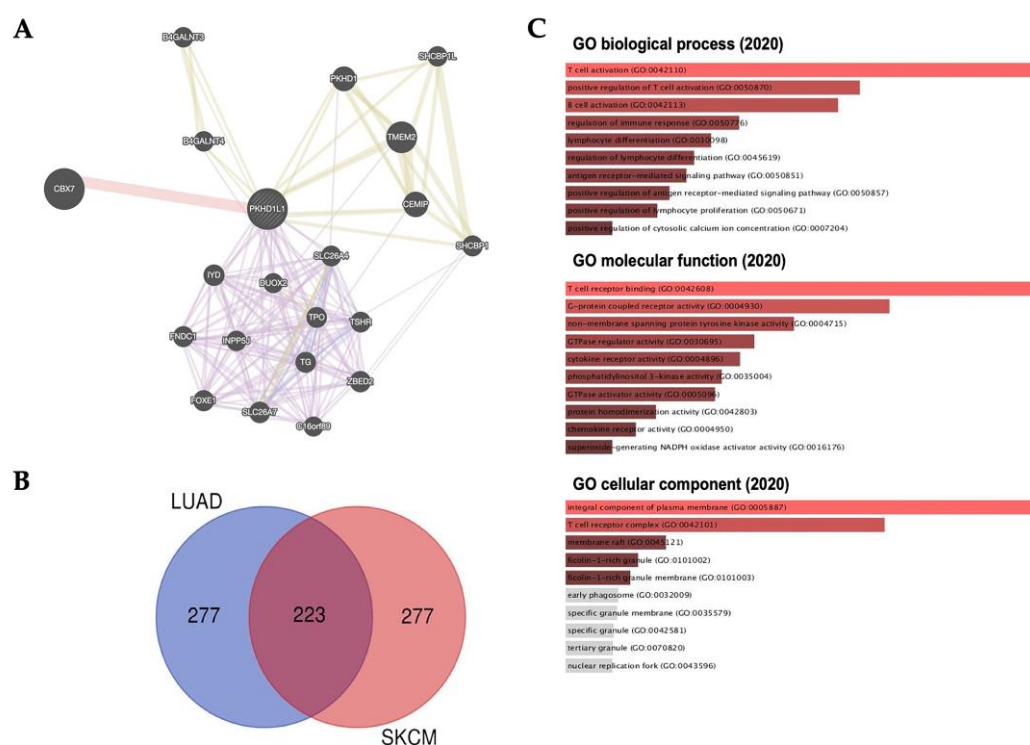 A
B4GALNT3
SHCBP1L
PKHD1
TMEM2
B4GALNT4
CBX7
PKHD1L1
CEMIP
SHCBP1
SLC26A4
IYD
DUOX2
TPO
TSHR
FNDC1
INPP5J
TG
ZBED2
FOXE1
SLC26A7
C16orf89
B
LUAD
277
223
277
SKCM
C
GO biological process (2020)
T cell activation (GO:0042110)
positive regulation of T cell activation (GO:0050870)
B cell activation (GO:0042113)
regulation of immune response (GO:0050776)
lymphocyte differentiation (GO:0030098)
regulation of lymphocyte differentiation (GO:0045619)
antigen receptor-mediated signaling pathway (GO:0050851)
positive regulation of antigen receptor-mediated signaling pathway (GO:0050857)
positive regulation of lymphocyte proliferation (GO:0050671)
positive regulation of cytosolic calcium ion concentration (GO:0007204)
GO molecular function (2020)
T cell receptor binding (GO:0042608)
G-protein coupled receptor activity (GO:0004930)
non-membrane spanning protein tyrosine kinase activity (GO:0004715)
GTPase regulator activity (GO:0030695)
cytokine receptor activity (GO:0004896)
phosphatidylinositol 3-kinase activity (GO:0035004)
GTPase activator activity (GO:0005096)
protein homodimerization activity (GO:0042803)
chemokine receptor activity (GO:0004950)
superoxide-generating NADPH oxidase activator activity (GO:0016176)
GO cellular component (2020)
integral component of plasma membrane (GO:0005887)
T cell receptor complex (GO:0042101)
membrane raft (GO:0045121)
ficolin-1-rich granule (GO:0101002)
ficolin-1-rich granule membrane (GO:0101003)
early phagosome (GO:0032009)
specific granule membrane (GO:0035579)
specific granule (GO:0042581)
tertiary granule (GO:0070820)
nuclear replication fork (GO:0043596)